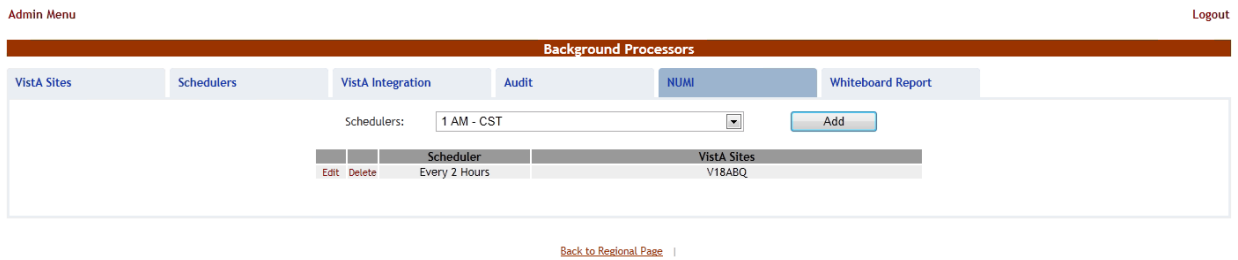 Admin Menu Logout
Background Processors
VistA Sites Schedulers VistA Integration Audit NUMI Whiteboard Report
Schedulers: 1 AM - CST Add
Scheduler VistA Sites
Edit Delete Every 2 Hours V18ABQ
Back to Regional Page |